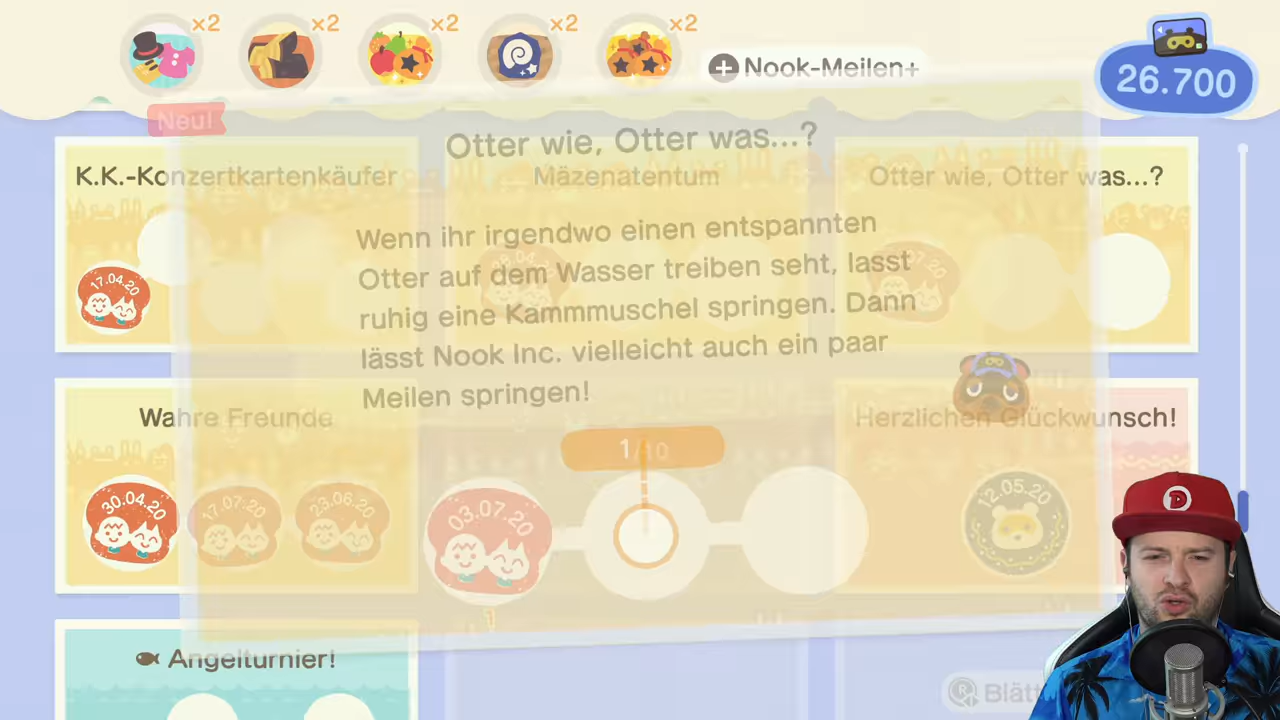 ×2 ×2 ×2 ×2 ×2
Nook-Meilen+
26.700
Neu!
Otter wie, Otter was...?
K.K.-Konzertkartenkäufer
Mäzenatentum
Otter wie, Otter was...?
Wenn ihr irgendwo einen entspannten
Otter auf dem Wasser treiben seht, lasst
ruhig eine Kammmuschel springen. Dann
lässt Nook Inc. vielleicht auch ein paar
Meilen springen!
17.04.20
Wahre Freunde
Herzlichen Glückwunsch!
1/10
30.04.20
17.07.20
23.06.20
03.07.20
12.05.20
Angelturnier!